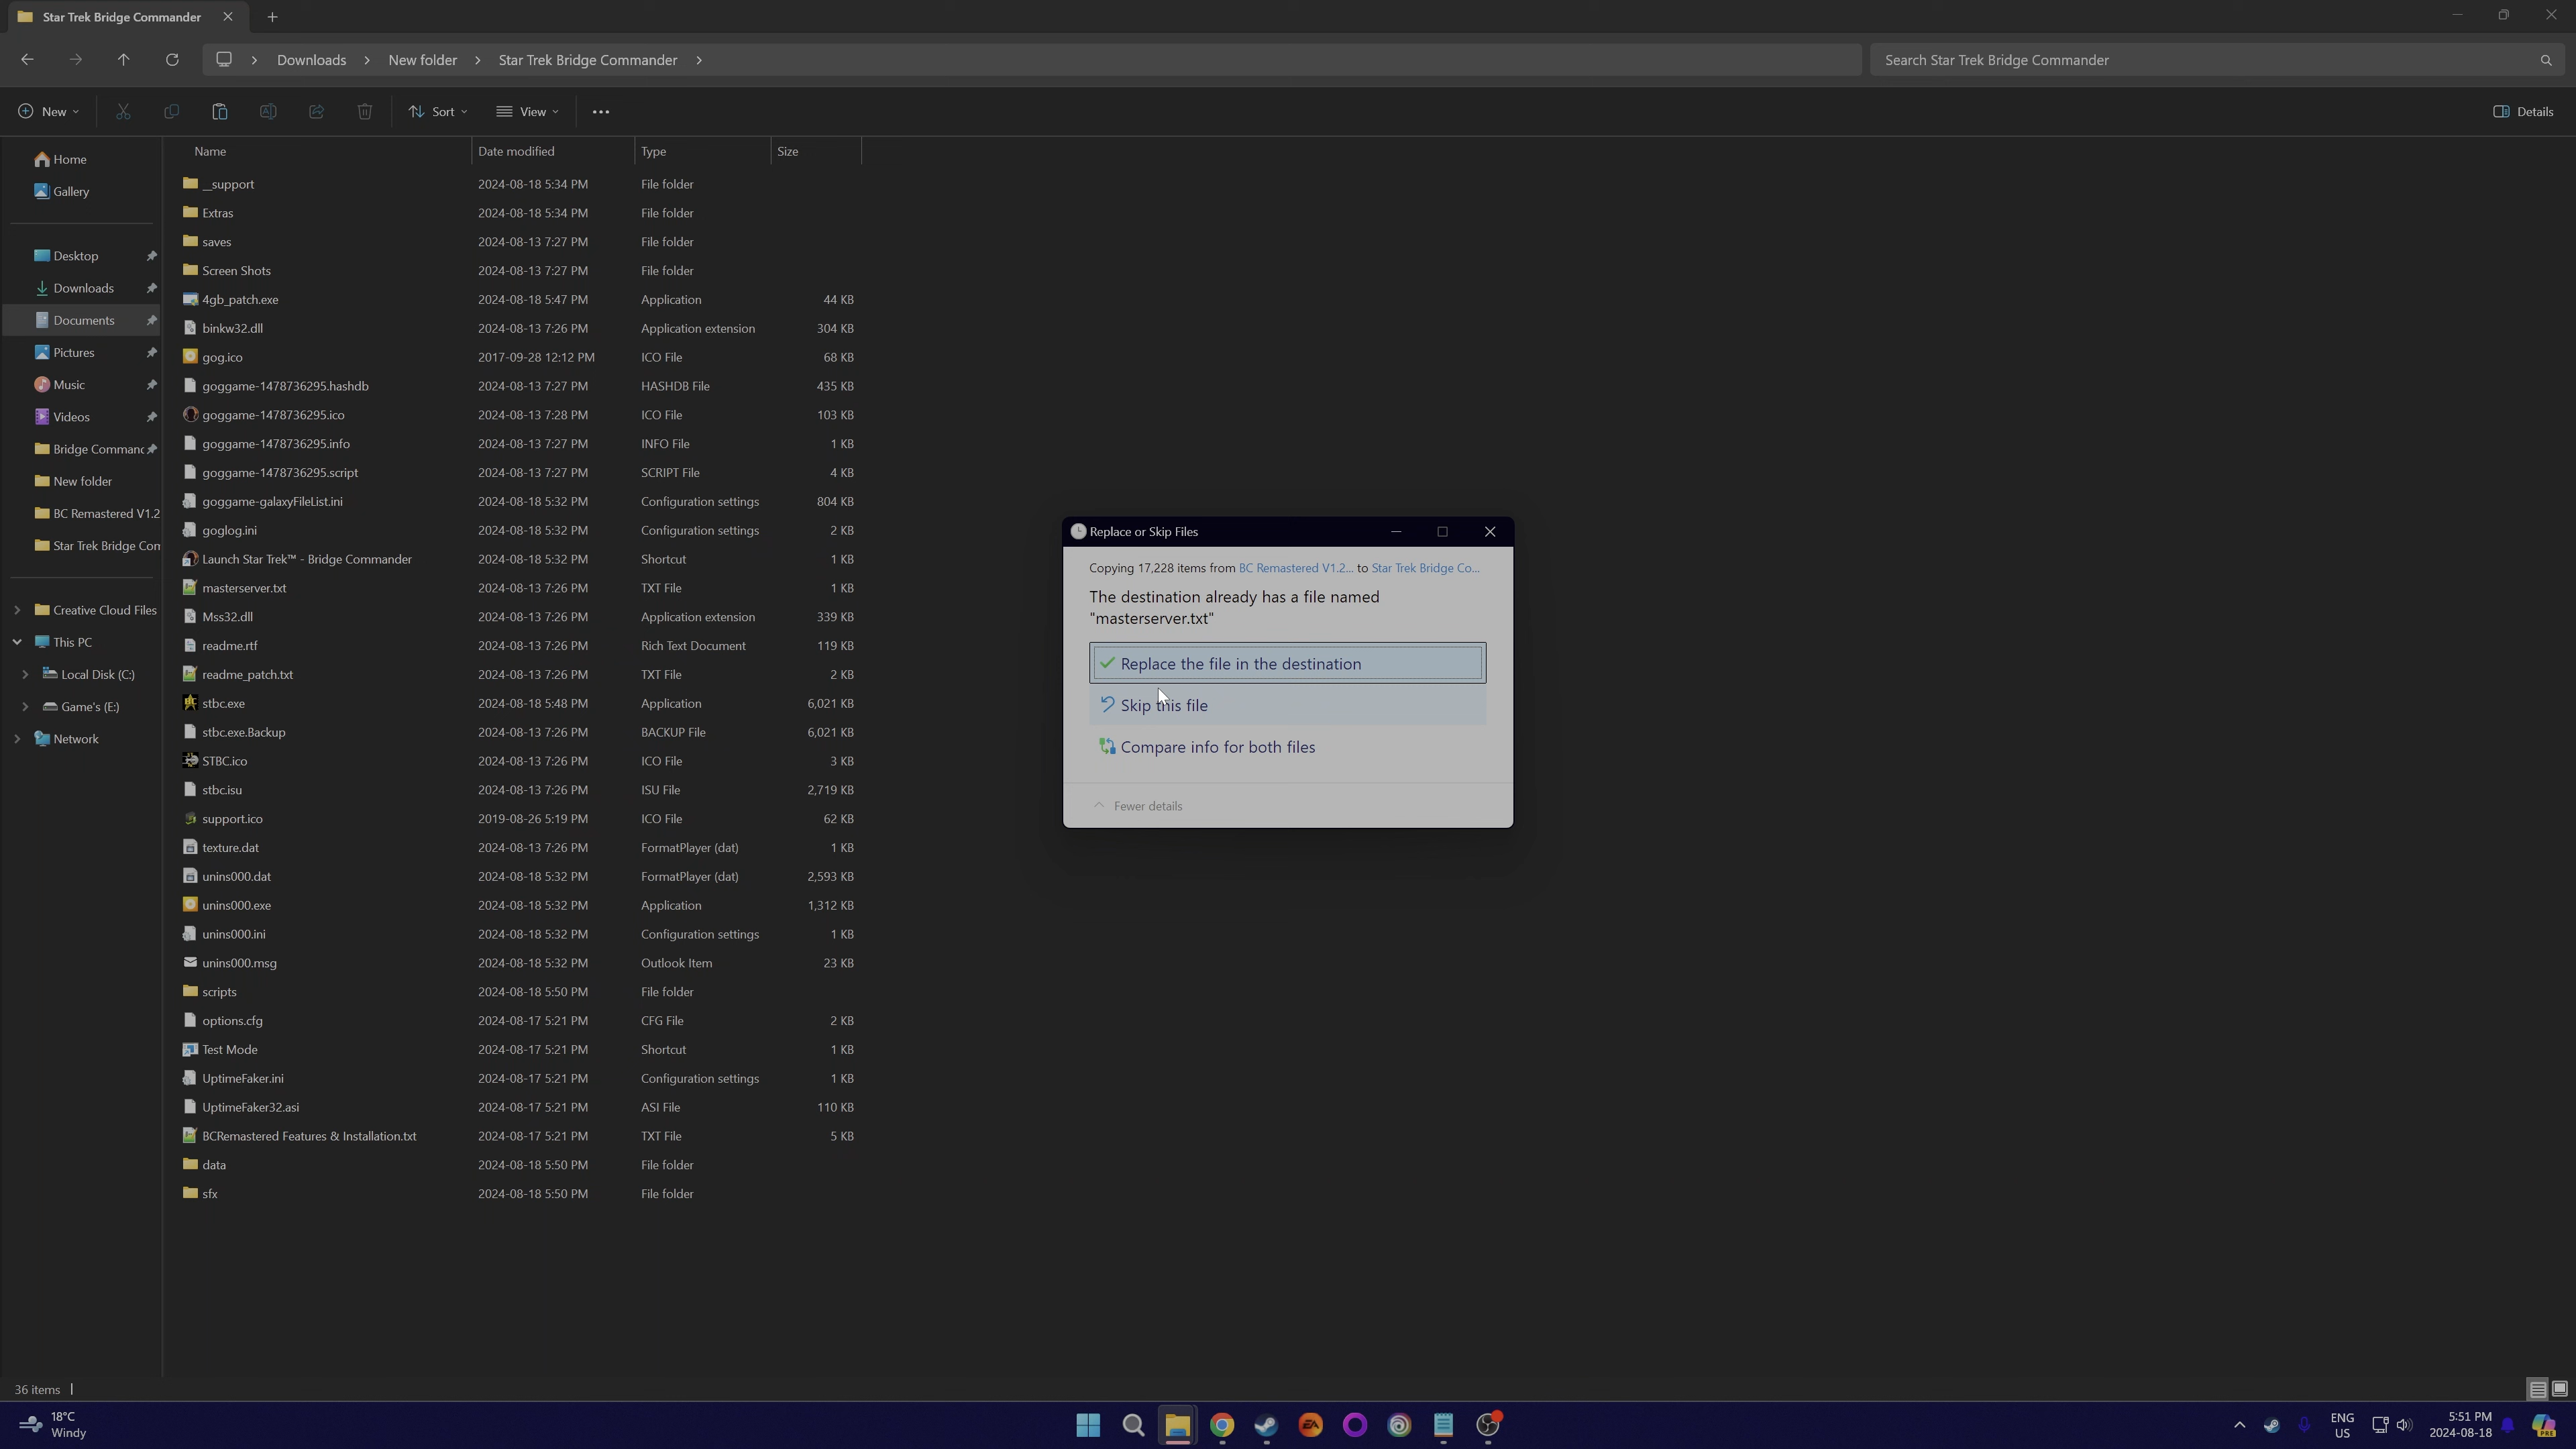 Star Trek Bridge Commander
Downloads
New folder
Star Trek Bridge Commander
Search Star Trek Bridge Commander
New
Sort
View
Details
Home
Gallery
Desktop
Downloads
Documents
Pictures
Music
Videos
Bridge Commanc
New folder
BC Remastered V1.2
Star Trek Bridge Con
Creative Cloud Files
This PC
Local Disk (C:)
Game's (E:)
Network
Name Date modified Type Size
__support 2024-08-18 5:34 PM File folder
Extras 2024-08-18 5:34 PM File folder
saves 2024-08-13 7:27 PM File folder
Screen Shots 2024-08-13 7:27 PM File folder
4gb_patch.exe 2024-08-18 5:47 PM Application 44 KB
binkw32.dll 2024-08-13 7:26 PM Application extension 304 KB
gog.ico 2017-09-28 12:12 PM ICO File 68 KB
goggame-1478736295.hashdb 2024-08-13 7:27 PM HASHDB File 435 KB
goggame-1478736295.ico 2024-08-13 7:28 PM ICO File 103 KB
goggame-1478736295.info 2024-08-13 7:27 PM INFO File 1 KB
goggame-1478736295.script 2024-08-13 7:27 PM SCRIPT File 4 KB
goggame-galaxyFileList.ini 2024-08-18 5:32 PM Configuration settings 804 KB
goglog.ini 2024-08-18 5:32 PM Configuration settings 2 KB
Launch Star Trek™ - Bridge Commander 2024-08-18 5:32 PM Shortcut 1 KB
masterserver.txt 2024-08-13 7:26 PM TXT File 1 KB
Mss32.dll 2024-08-13 7:26 PM Application extension 339 KB
readme.rtf 2024-08-13 7:26 PM Rich Text Document 119 KB
readme_patch.txt 2024-08-13 7:26 PM TXT File 2 KB
stbc.exe 2024-08-18 5:48 PM Application 6,021 KB
stbc.exe.Backup 2024-08-13 7:26 PM BACKUP File 6,021 KB
STBC.ico 2024-08-13 7:26 PM ICO File 3 KB
stbc.isu 2024-08-13 7:26 PM ISU File 2,719 KB
support.ico 2019-08-26 5:19 PM ICO File 62 KB
texture.dat 2024-08-13 7:26 PM FormatPlayer (dat) 1 KB
unins000.dat 2024-08-18 5:32 PM FormatPlayer (dat) 2,593 KB
unins000.exe 2024-08-18 5:32 PM Application 1,312 KB
unins000.ini 2024-08-18 5:32 PM Configuration settings 1 KB
unins000.msg 2024-08-18 5:32 PM Outlook Item 23 KB
scripts 2024-08-18 5:50 PM File folder
options.cfg 2024-08-17 5:21 PM CFG File 2 KB
Test Mode 2024-08-17 5:21 PM Shortcut 1 KB
UptimeFaker.ini 2024-08-17 5:21 PM Configuration settings 1 KB
UptimeFaker32.asi 2024-08-17 5:21 PM ASI File 110 KB
BCRemastered Features & Installation.txt 2024-08-17 5:21 PM TXT File 5 KB
data 2024-08-18 5:50 PM File folder
sfx 2024-08-18 5:50 PM File folder
Replace or Skip Files
Copying 17,228 items from BC Remastered V1.2... to Star Trek Bridge Co...
The destination already has a file named
"masterserver.txt"
Replace the file in the destination
Skip this file
Compare info for both files
Fewer details
36 items
18°C
Windy
EA
ENG
US
5:51 PM
2024-08-18
PRE